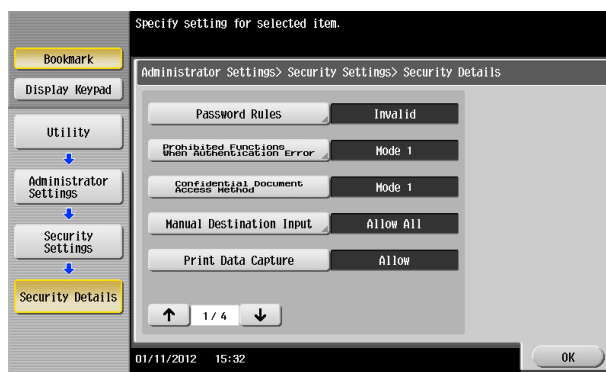 Specify setting for selected item.
Bookmark
Display Keypad
Utility
Administrator
Settings
Security
Settings
Security Details
Administrator Settings> Security Settings> Security Details
Password Rules Invalid
Prohibited Functions
When Authentication Error Mode 1
Confidential Document
Access Method Mode 1
Manual Destination Input Allow All
Print Data Capture Allow
↑ 1/ 4 ↓
01/11/2012 15:32
OK